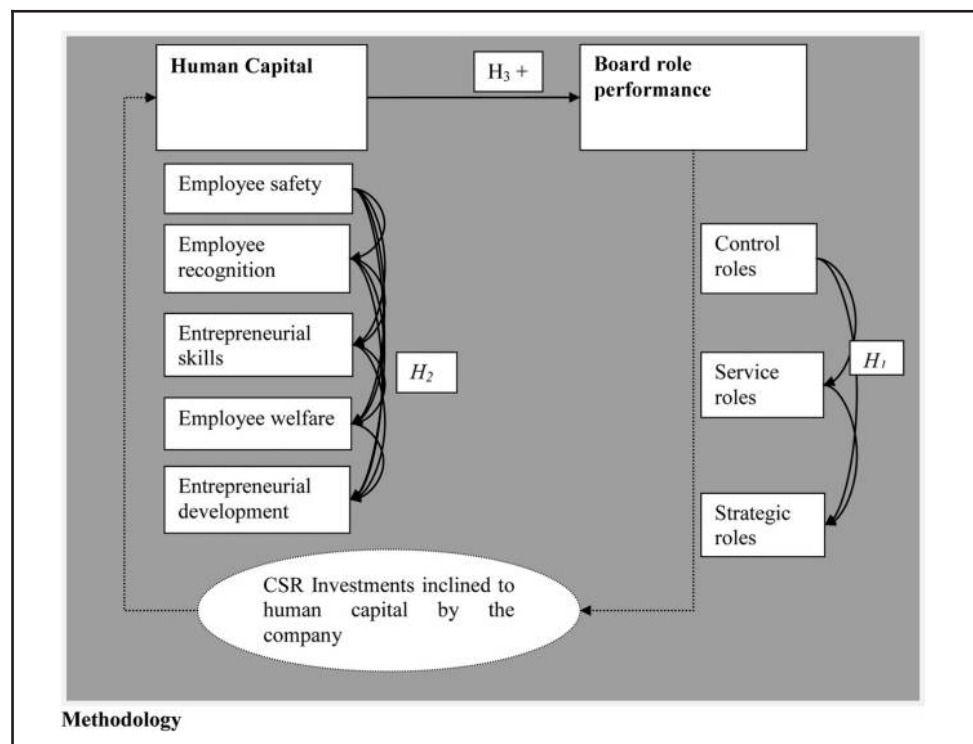 Human Capital
H₃ +
Board role
performance
Employee safety
Employee
recognition
Entrepreneurial
skills
Employee welfare
Entrepreneurial
development
H₂
Control
roles
Service
roles
Strategic
roles
H₁
CSR Investments inclined to
human capital by the
company
Methodology